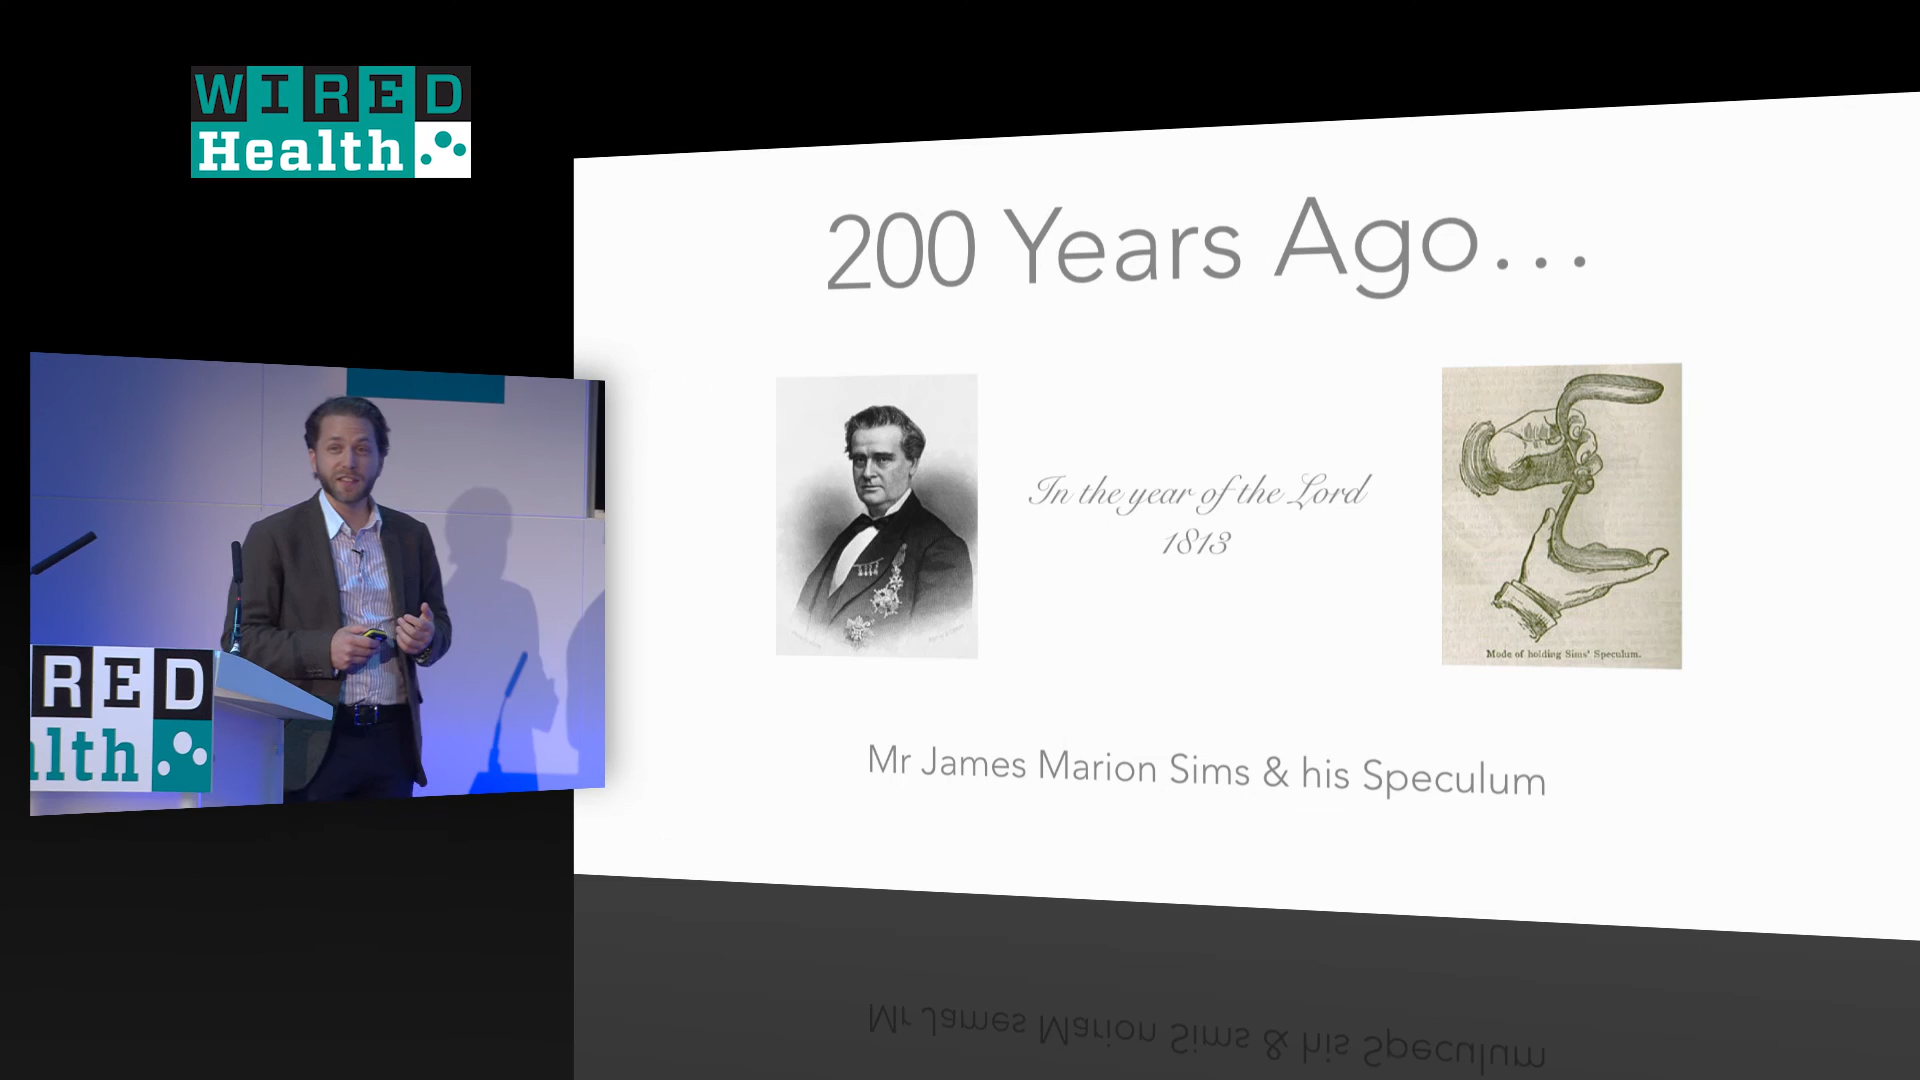 WIRED
Health
200 Years Ago...
In the year of the Lord
1813
Mode of holding Sims' Speculum.
Mr James Marion Sims & his Speculum
RED
alth
Mr James Marion Sims & his Speculum